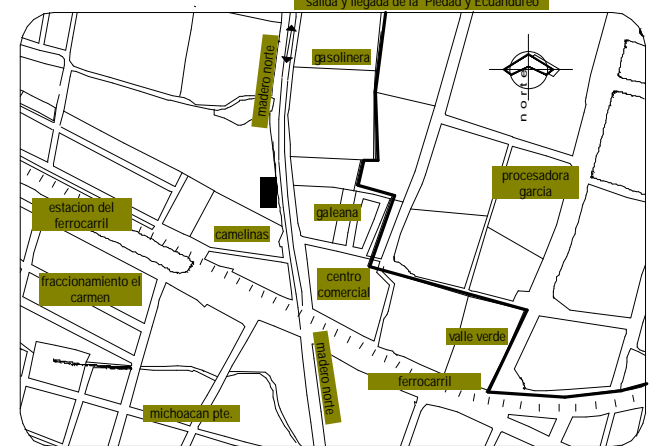 salida y llegada de la Piedad y Ecuandureo
madero norte
gasolinera
norte
procesadora
garcia
estacion del
ferrocarril
galeana
camelinas
fraccionamiento el
carmen
centro
comercial
valle verde
madero norte
ferrocarril
michoacan pte.